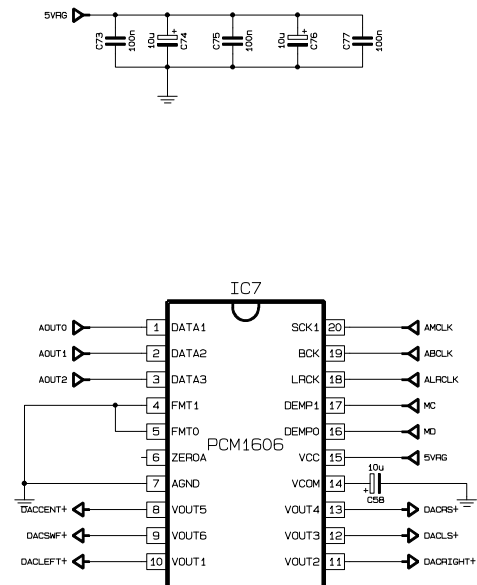 5VRG
C73 100n
10u + C74
C75 100n
10u + C76
C77 100n
IC7
AOUT0 1 DATA1 SCK1 20 AMCLK
AOUT1 2 DATA2 BCK 19 ABCLK
AOUT2 3 DATA3 LRCK 18 ALRCLK
4 FMT1 DEMP1 17 MC
5 FMT0 DEMP0 16 MD
PCM1606
6 ZEROA VCC 15 5VRG
10u
7 AGND VCOM 14 + C58
DACCENT+ 8 VOUT5 VOUT4 13 DACRS+
DACSWF+ 9 VOUT6 VOUT3 12 DACLS+
DACLEFT+ 10 VOUT1 VOUT2 11 DACRIGHT+